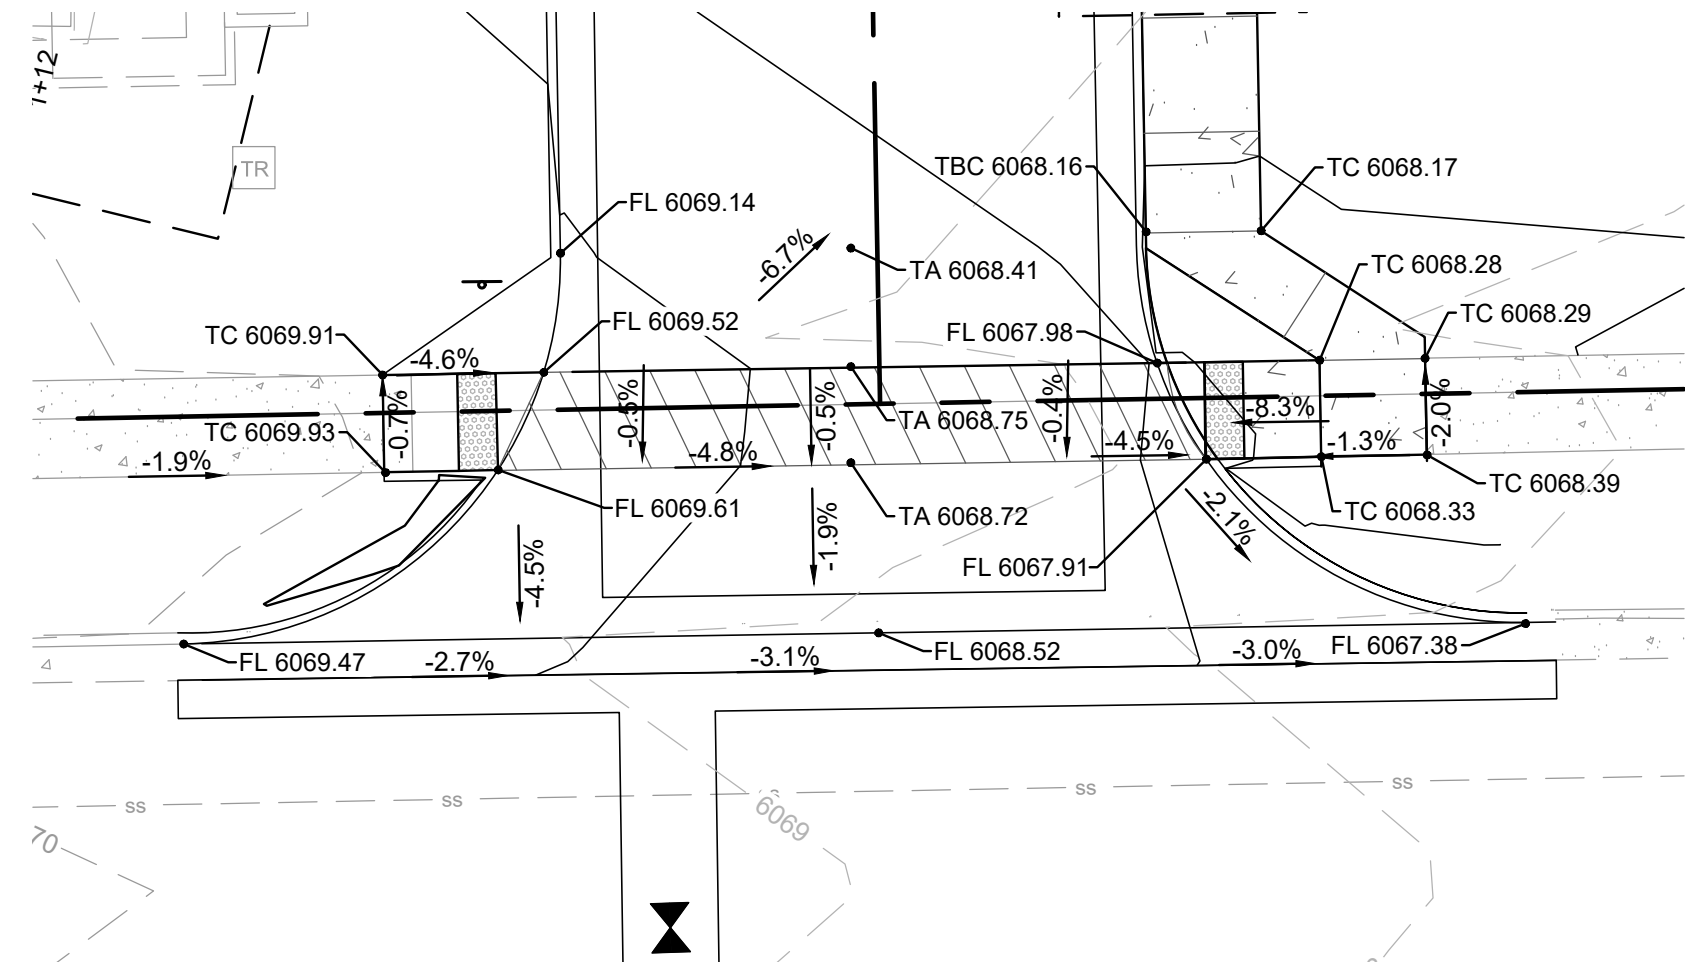 TR
TBC 6068.16
TC 6068.17
FL 6069.14
-6.7%
TA 6068.41
TC 6068.28
TC 6069.91
FL 6069.52
FL 6067.98
TC 6068.29
-4.6%
-0.7%
-0.5%
-0.5%
-0.4%
-8.3%
-2.0%
TA 6068.75
TC 6069.93
-1.9%
-4.8%
-4.5%
-1.3%
TC 6068.39
FL 6069.61
TA 6068.72
-2.1%
TC 6068.33
-4.5%
-1.9%
FL 6067.91
FL 6069.47
-2.7%
-3.1%
FL 6068.52
-3.0%
FL 6067.38
ss
ss
ss
ss
6069
70